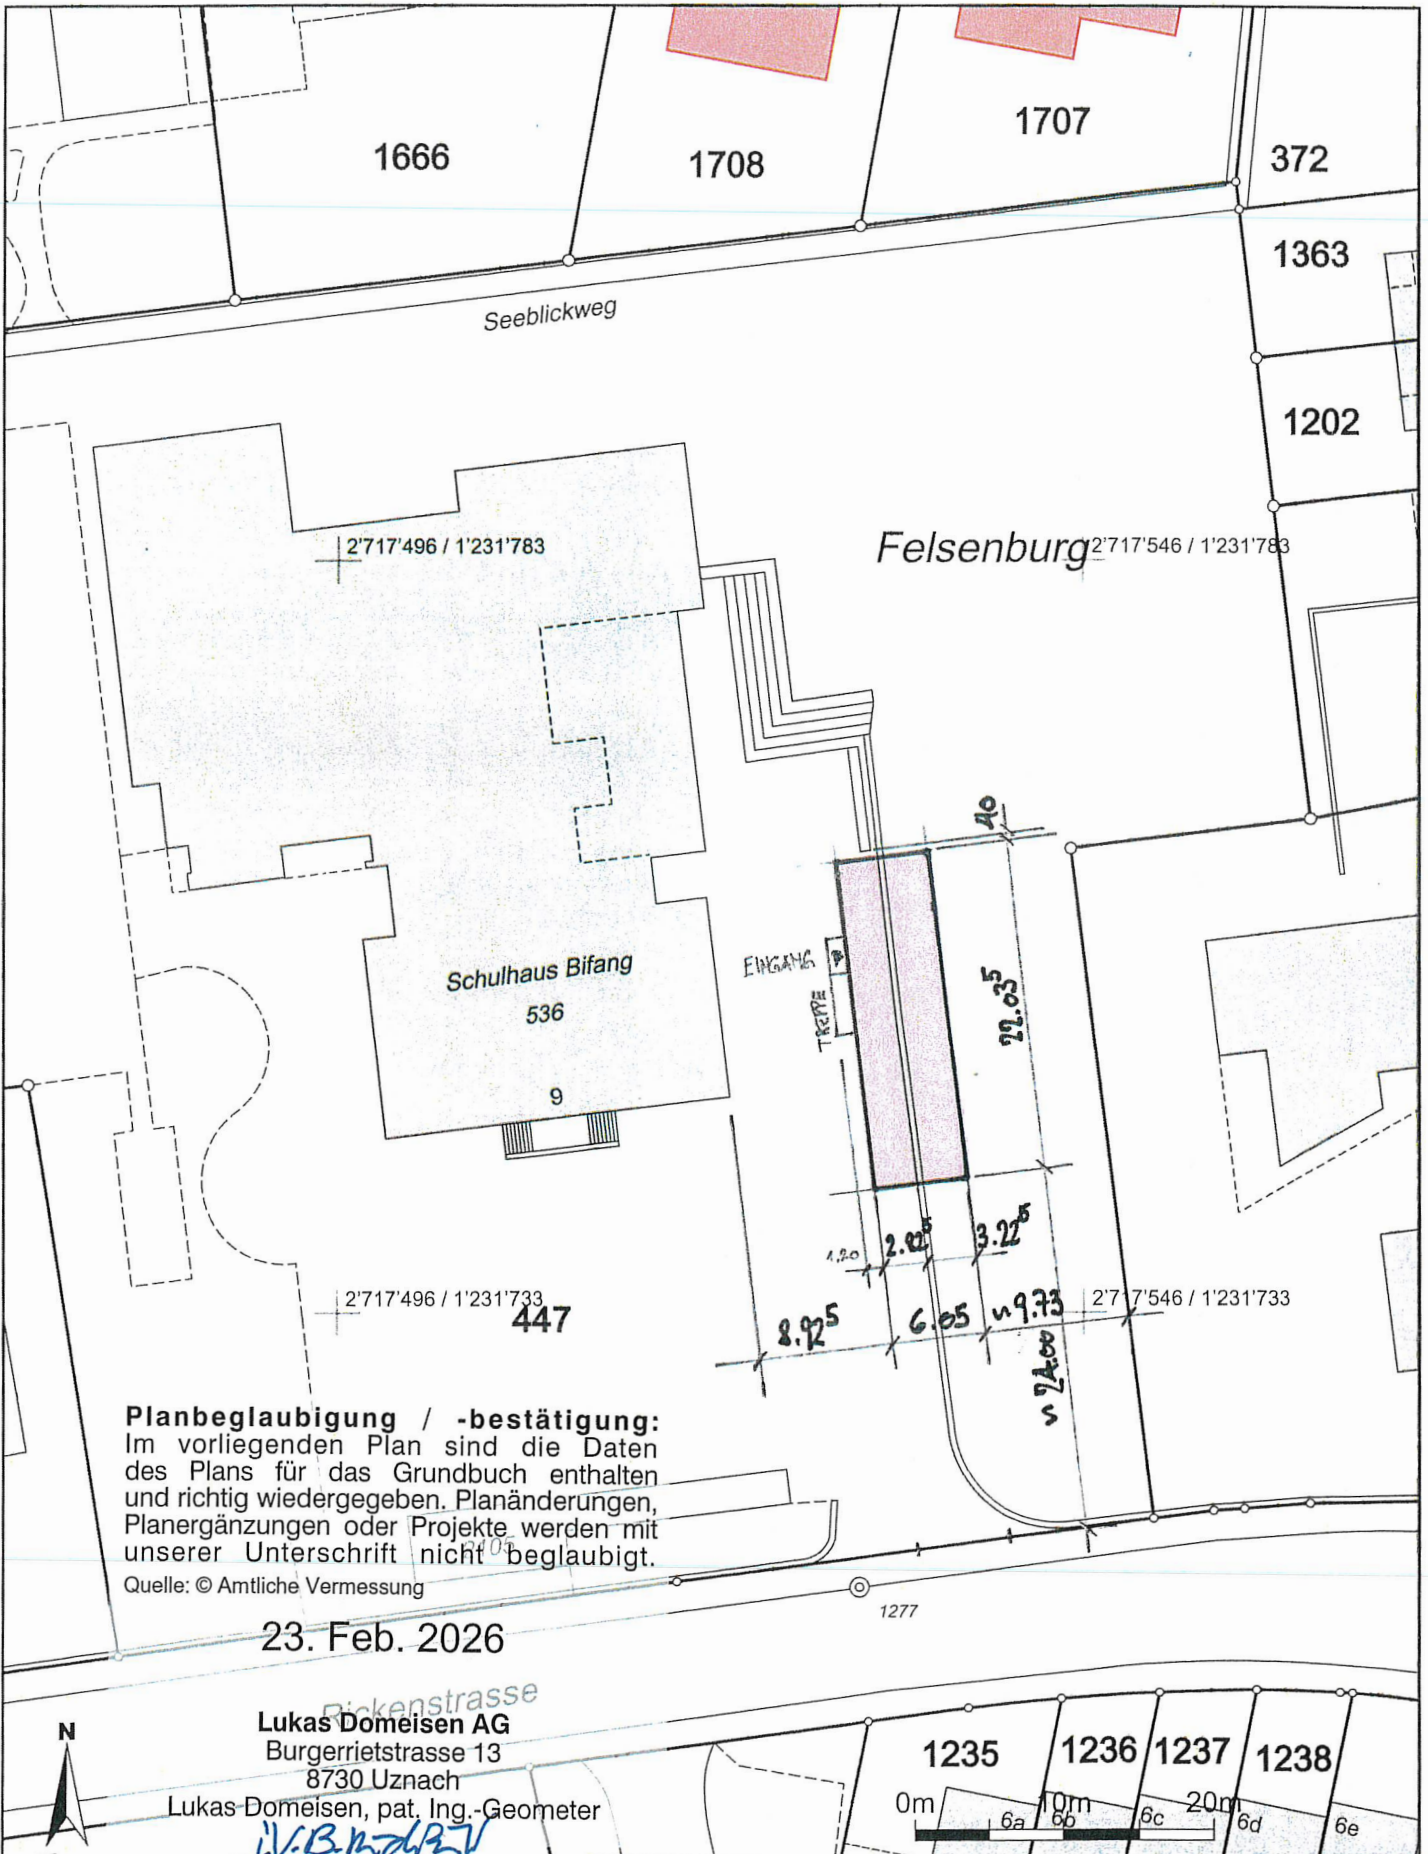 1666
1708
1707
372
1363
1202
Seeblickweg
2'717'496 / 1'231'783
Felsenburg
2'717'546 / 1'231'783
40
EINGANG
TREPPE
22.03⁵
Schulhaus Bifang
536
9
1.20
2.82⁵
3.22⁵
2'717'496 / 1'231'733
447
8.92⁵
6.05
~9.73
2'717'546 / 1'231'733
~24.00
Planbeglaubigung / -bestätigung:
Im vorliegenden Plan sind die Daten
des Plans für das Grundbuch enthalten
und richtig wiedergegeben. Planänderungen,
Planergänzungen oder Projekte werden mit
unserer Unterschrift nicht beglaubigt.
Quelle: © Amtliche Vermessung
1277
23. Feb. 2026
Rickenstrasse
N
Lukas Domeisen AG
Burgerrietstrasse 13
8730 Uznach
Lukas Domeisen, pat. Ing.-Geometer
1235
1236
1237
1238
0m 10m 20m
6a 6b 6c 6d 6e